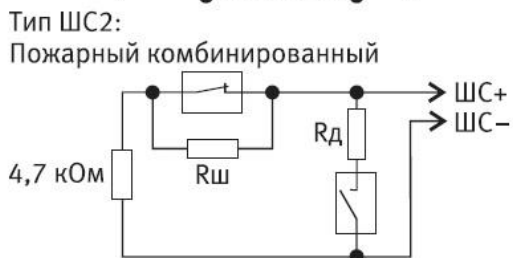 Тип ШС2:
Пожарный комбинированный
ШС+
ШС−
Rд
4,7 кОм
Rш